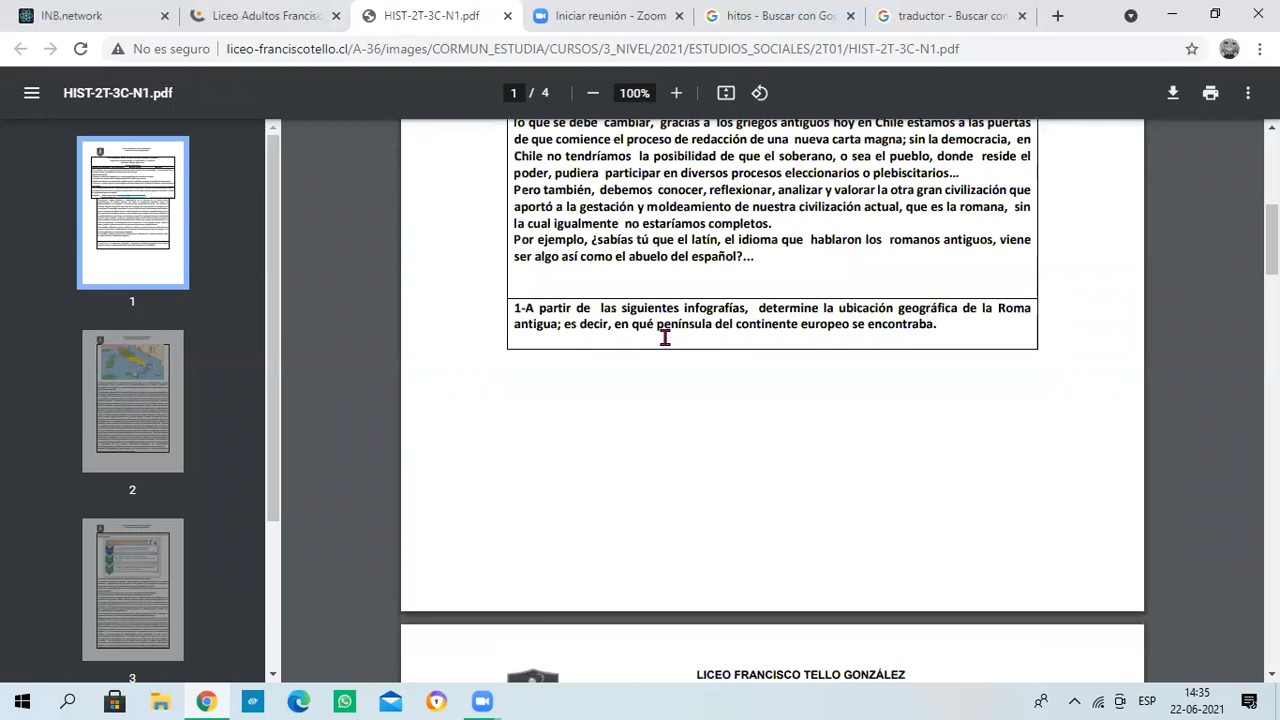 INB.network
Liceo Adultos Francisc
HIST-2T-3C-N1.pdf
Iniciar reunión - Zoom
hitos - Buscar con Goo
traductor - Buscar con
No es seguro
liceo-franciscotello.cl/A-36/images/CORMUN_ESTUDIA/CURSOS/3_NIVEL/2021/ESTUDIOS_SOCIALES/2T01/HIST-2T-3C-N1.pdf
HIST-2T-3C-N1.pdf
1 / 4
100%
lo que se debe cambiar, gracias a los griegos antiguos hoy en Chile estamos a las puertas
de que comience el proceso de redacción de una nueva carta magna; sin la democracia, en
Chile no tendríamos la posibilidad de que el soberano, o sea el pueblo, donde reside el
poder, pudiera participar en diversos procesos eleccionarios o plebiscitarios...
Pero también, debemos conocer, reflexionar, analizar y valorar la otra gran civilización que
aportó a la gestación y moldeamiento de nuestra civilización actual, que es la romana, sin
la cual igualmente no estaríamos completos.
Por ejemplo, ¿sabías tú que el latín, el idioma que hablaron los romanos antiguos, viene
ser algo así como el abuelo del español?...
1-A partir de las siguientes infografías, determine la ubicación geográfica de la Roma
antigua; es decir, en qué península del continente europeo se encontraba.
1
2
3
LICEO FRANCISCO TELLO GONZÁLEZ
ESP
14:35
22-06-2021